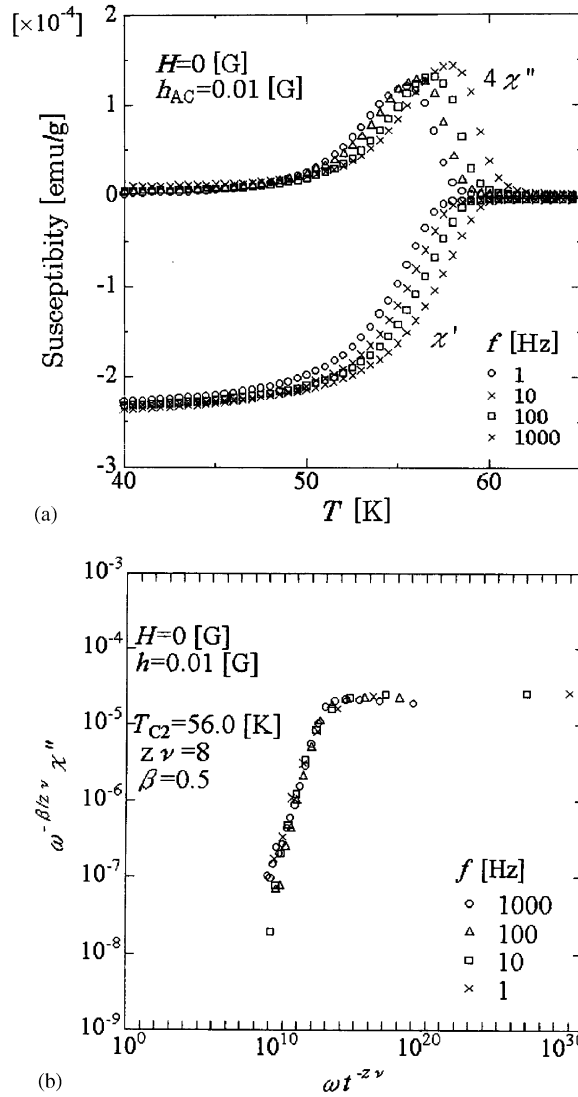 [×10⁻⁴]
2
1
0
-1
-2
-3
Susceptibity [emu/g]
H=0 [G]
h_AC=0.01 [G]
4 χ"
χ'
f [Hz]
○ 1
× 10
□ 100
× 1000
40
50
60
T [K]
(a)
10⁻³
10⁻⁴
10⁻⁵
10⁻⁶
10⁻⁷
10⁻⁸
10⁻⁹
ω^{-β/zν} χ"
H=0 [G]
h=0.01 [G]
T_C2=56.0 [K]
zν=8
β=0.5
f [Hz]
○ 1000
△ 100
□ 10
× 1
10⁰
10¹⁰
10²⁰
10³⁰
ωt^{-zν}
(b)